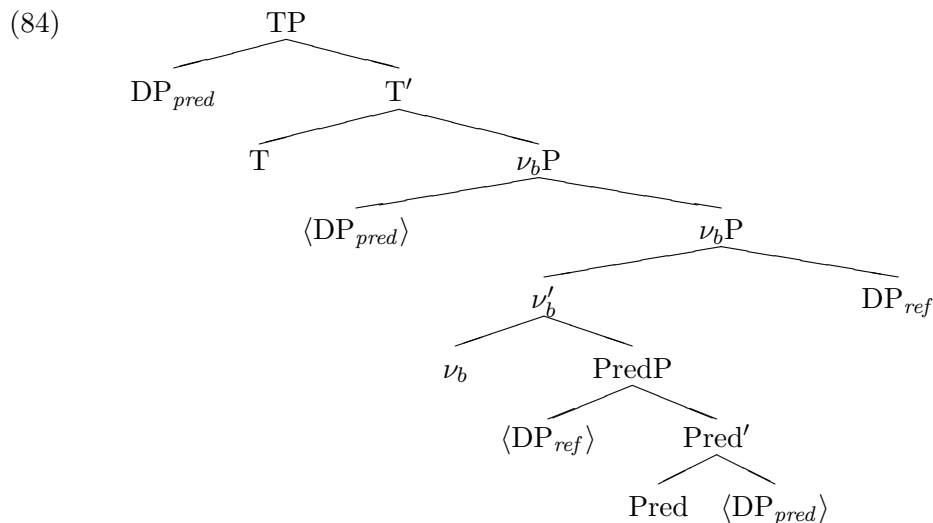 (84) TP
DP_pred T′
T ν_bP
⟨DP_pred⟩ ν_bP
ν′_b DP_ref
ν_b PredP
⟨DP_ref⟩ Pred′
Pred ⟨DP_pred⟩